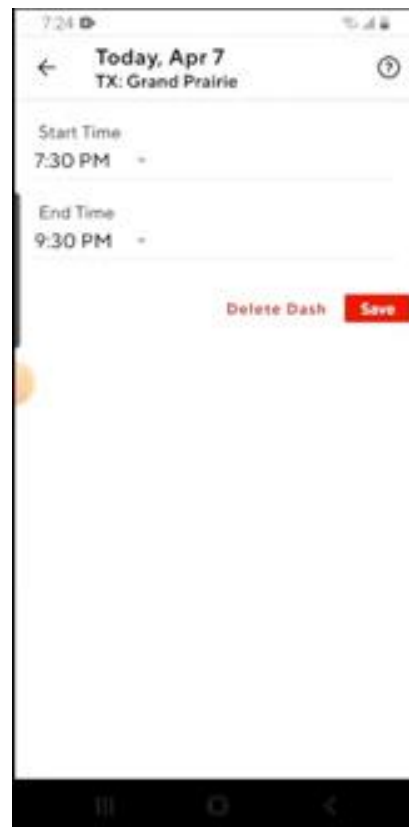 7:24
Today, Apr 7
TX: Grand Prairie
Start Time
7:30 PM
End Time
9:30 PM
Delete Dash Save